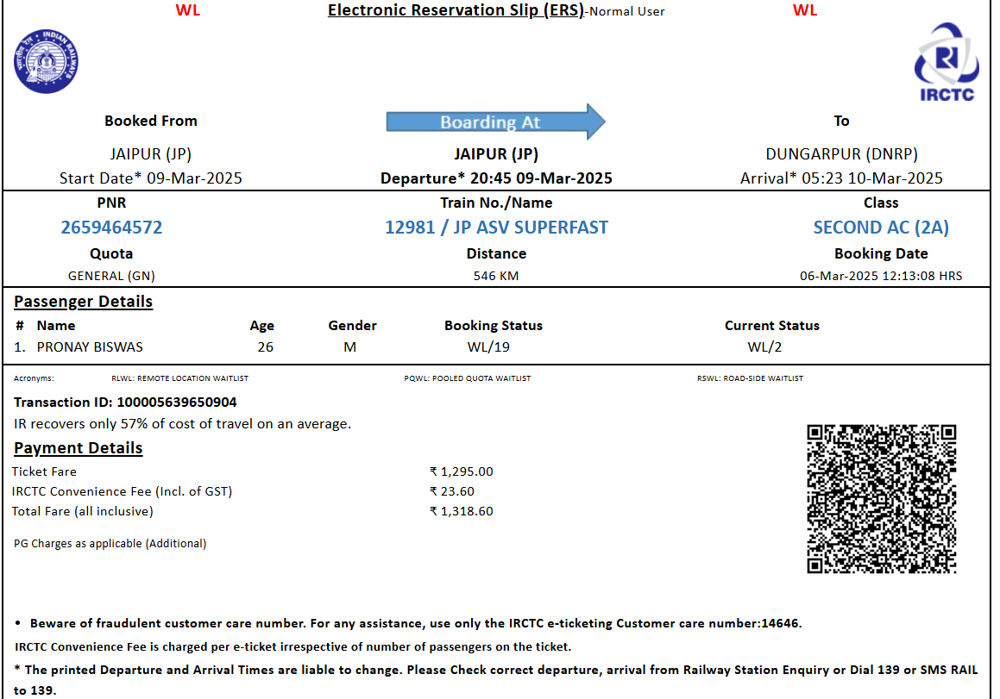 WL Electronic Reservation Slip (ERS)-Normal User WL
INDIAN RAILWAYS
भारतीय रेल
IRCTC
Booked From Boarding At To
JAIPUR (JP) JAIPUR (JP) DUNGARPUR (DNRP)
Start Date* 09-Mar-2025 Departure* 20:45 09-Mar-2025 Arrival* 05:23 10-Mar-2025
PNR Train No./Name Class
2659464572 12981 / JP ASV SUPERFAST SECOND AC (2A)
Quota Distance Booking Date
GENERAL (GN) 546 KM 06-Mar-2025 12:13:08 HRS
Passenger Details
# Name Age Gender Booking Status Current Status
1. PRONAY BISWAS 26 M WL/19 WL/2
Acronyms: RLWL: REMOTE LOCATION WAITLIST PQWL: POOLED QUOTA WAITLIST RSWL: ROAD-SIDE WAITLIST
Transaction ID: 100005639650904
IR recovers only 57% of cost of travel on an average.
Payment Details
Ticket Fare ₹ 1,295.00
IRCTC Convenience Fee (Incl. of GST) ₹ 23.60
Total Fare (all inclusive) ₹ 1,318.60
PG Charges as applicable (Additional)
• Beware of fraudulent customer care number. For any assistance, use only the IRCTC e-ticketing Customer care number:14646.
IRCTC Convenience Fee is charged per e-ticket irrespective of number of passengers on the ticket.
* The printed Departure and Arrival Times are liable to change. Please Check correct departure, arrival from Railway Station Enquiry or Dial 139 or SMS RAIL
to 139.